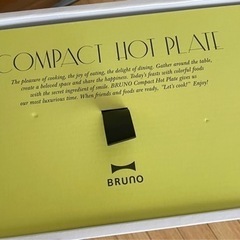 COMPACT HOT PLATE
The pleasure of cooking, the joy of eating, the delight of dining. Gather around the table,
create a beloved space and share the happiness. Today's feasts with colorful foods
with the secret ingredient of smile. BRUNO Compact Hot Plate gives us
our most luxurious time. When friends and foods are ready, "Let's cook!" Enjoy!
BRUNO